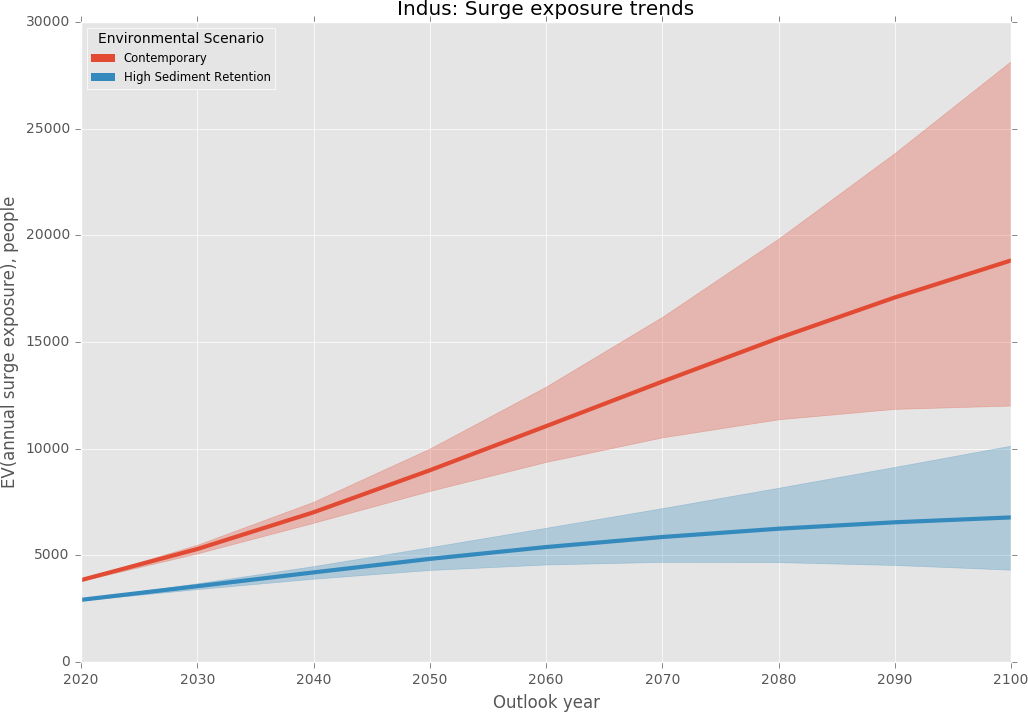 Indus: Surge exposure trends
Environmental Scenario
Contemporary
High Sediment Retention
EV(annual surge exposure), people
30000
25000
20000
15000
10000
5000
0
2020 2030 2040 2050 2060 2070 2080 2090 2100
Outlook year